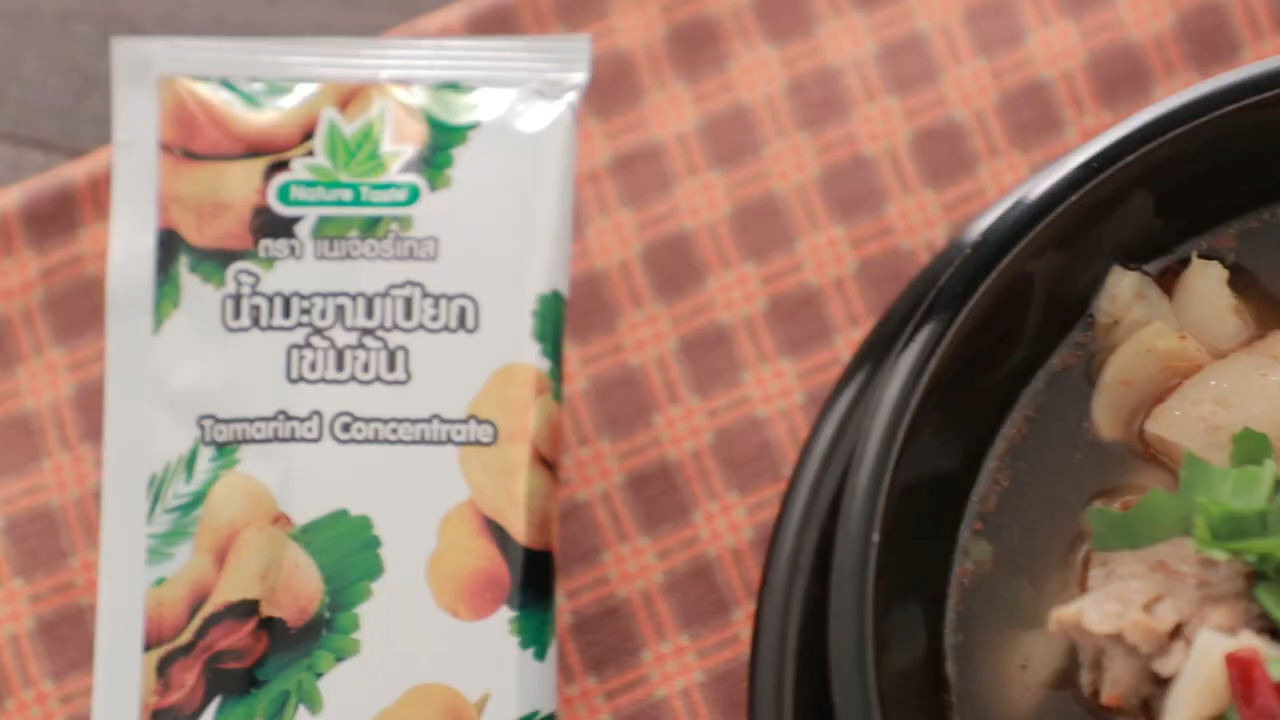 Nature Taste
ตรา เนเจอร์เทส
น้ำมะขามเปียก
เข้มข้น
Tamarind Concentrate